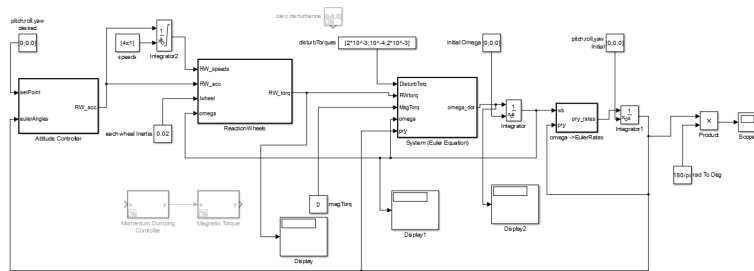 pitch,roll,yaw
desired
[0;0;0]
setPoint
eulerAngles
RW_acc
Attitude Controller
[4x1]
speeds
1
s
Integrator2
zero disturbance
[0;0;0]
disturbTorques
[2*10^-3;10^-4;2*10^-3]
initial Omega
[0;0;0]
pitch,roll,yaw
Initial
[0;0;0]
RW_speeds
RW_acc
Iwheel
omega
RW_torq
ReactionWheels
each wheel Inertia
0.02
DisturbTorq
RWtorq
MagTorq
omega
pry
omega_dot
System (Euler Equation)
1
s
Integrator
wb
pry
pry_rates
omega ->EulerRates
1
s
Integrator1
×
Product
Scope
180/pi
rad To Deg
u
y
Momentum Dumping
Controller
u
y
Magnetic Torque
0
magTorq
Display
Display1
Display2